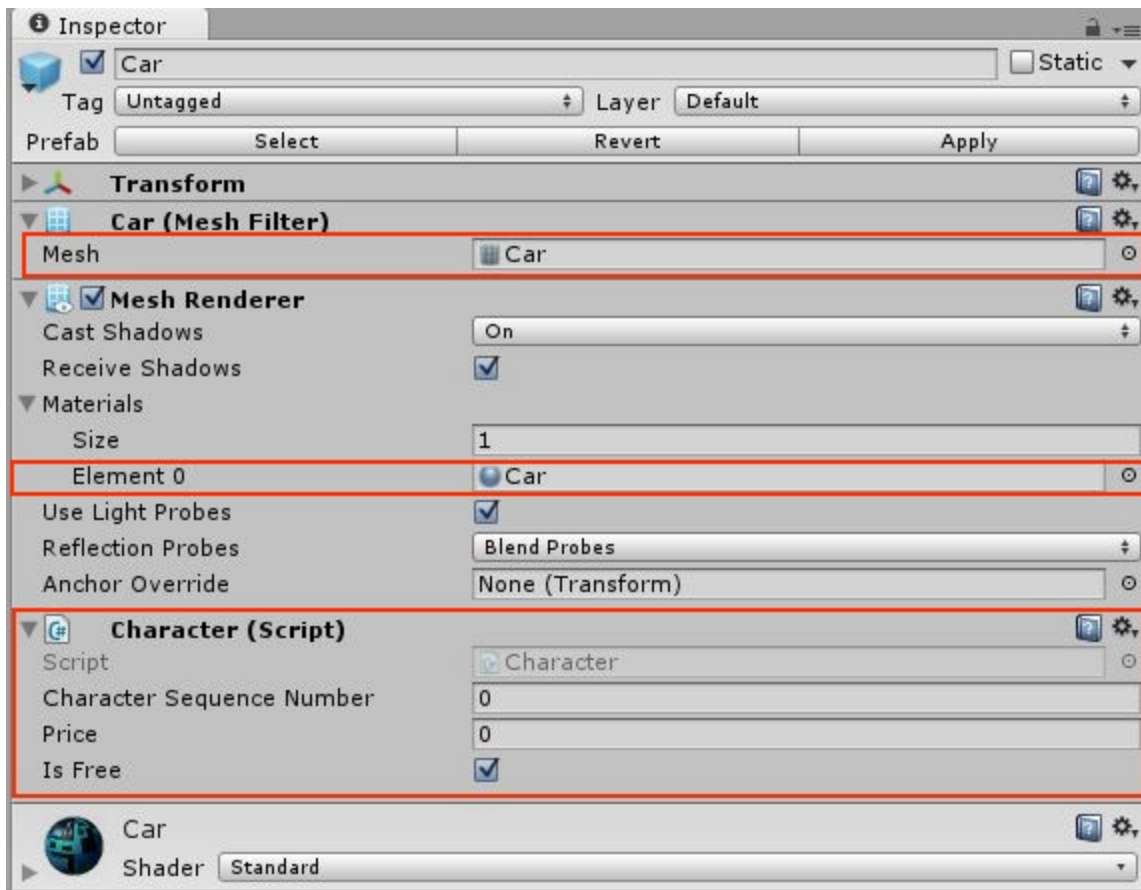 Inspector
Car Static
Tag Untagged Layer Default
Prefab Select Revert Apply
Transform
Car (Mesh Filter)
Mesh Car
Mesh Renderer
Cast Shadows On
Receive Shadows
Materials
Size 1
Element 0 Car
Use Light Probes
Reflection Probes Blend Probes
Anchor Override None (Transform)
Character (Script)
Script Character
Character Sequence Number 0
Price 0
Is Free
Car
Shader Standard